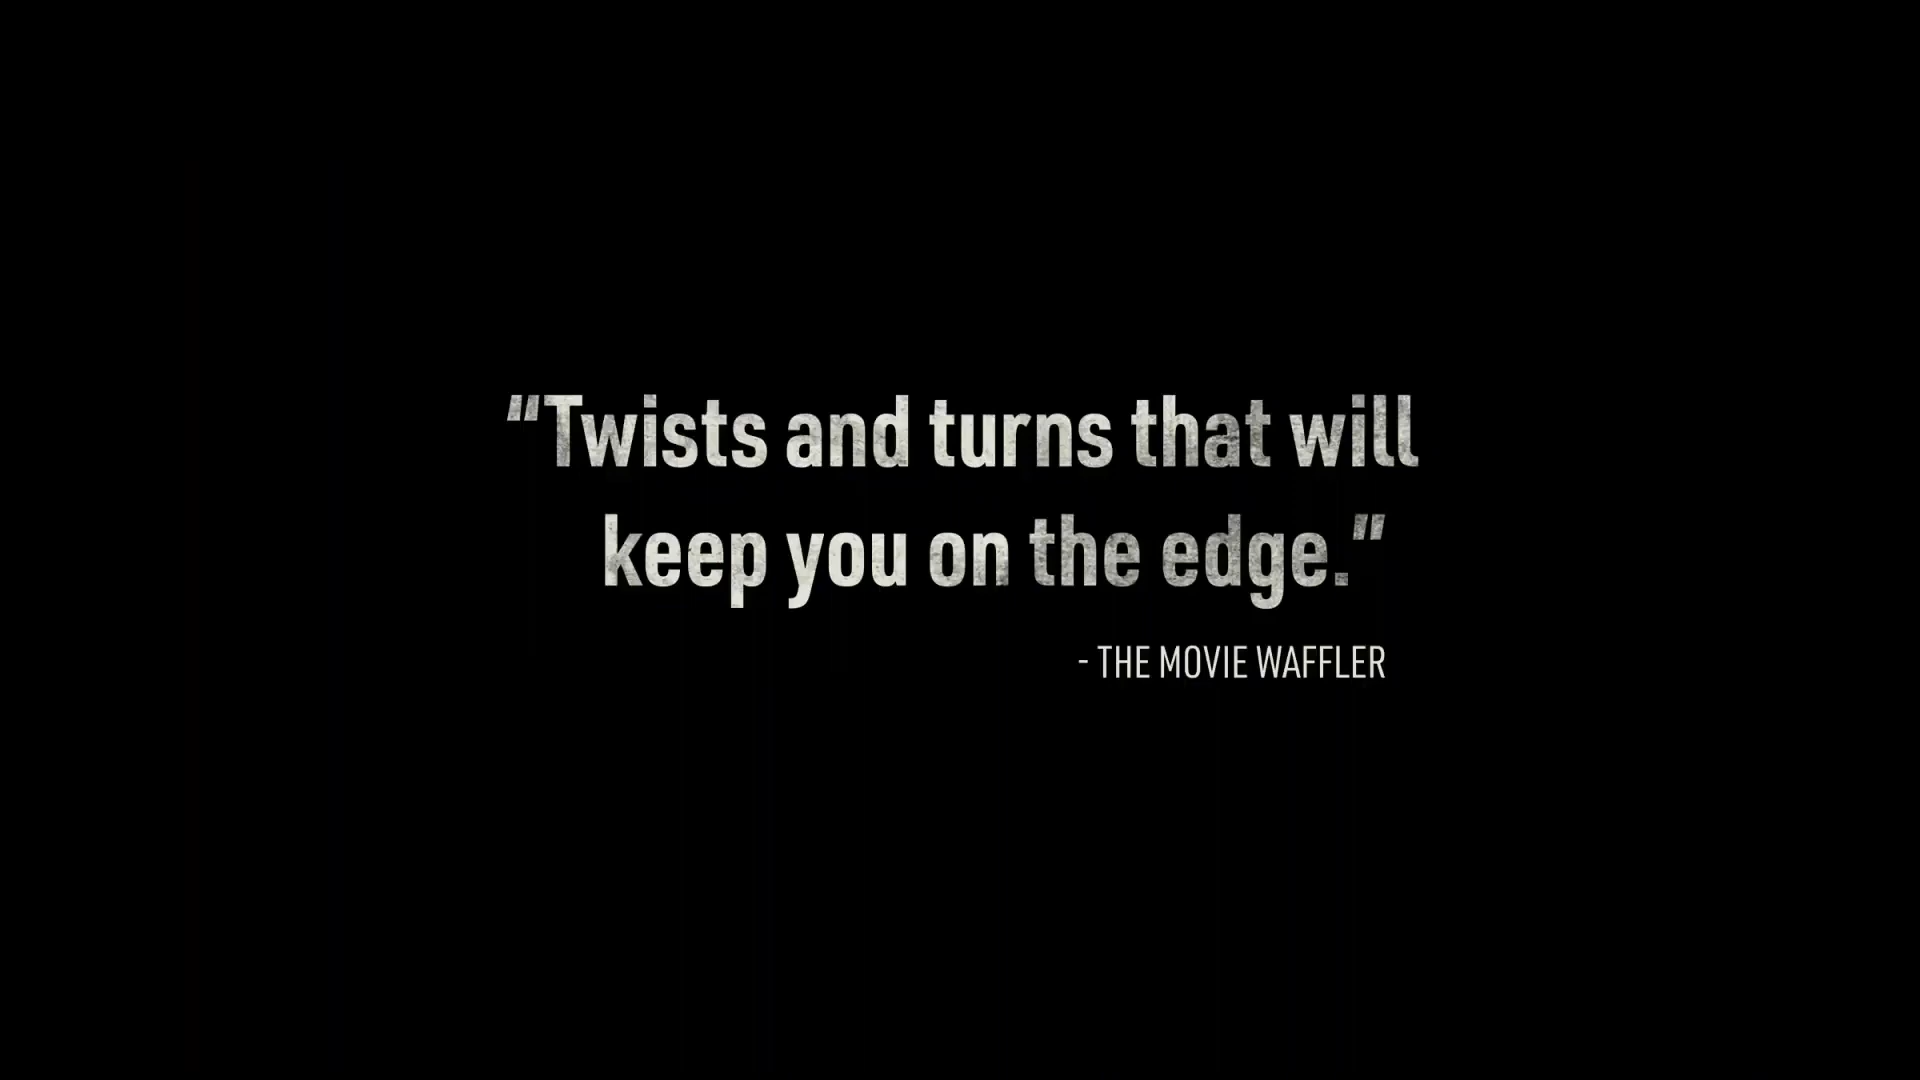 “Twists and turns that will
keep you on the edge.”
- THE MOVIE WAFFLER